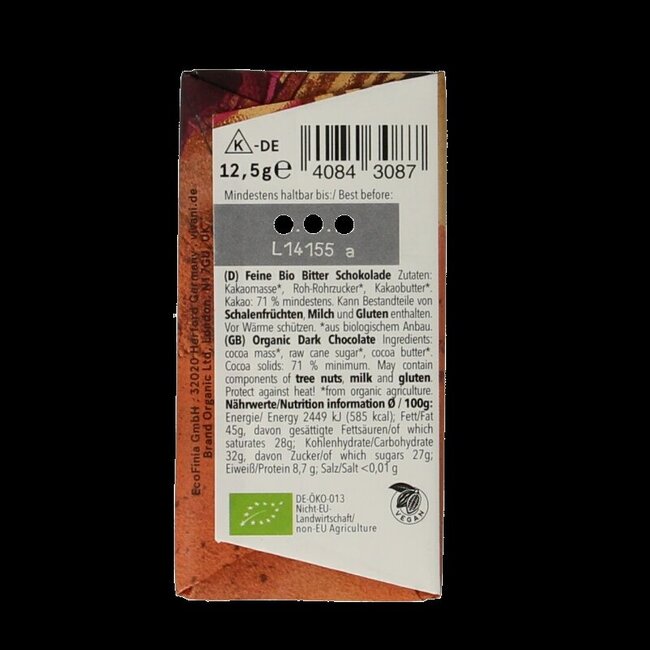 K-DE
12,5g℮
4084 3087
Mindestens haltbar bis:/ Best before:
L14155 a
(D) Feine Bio Bitter Schokolade Zutaten:
Kakaomasse*, Roh-Rohrzucker*, Kakaobutter*.
Kakao: 71 % mindestens. Kann Bestandteile von
Schalenfrüchten, Milch und Gluten enthalten.
Vor Wärme schützen. *aus biologischem Anbau.
(GB) Organic Dark Chocolate Ingredients:
cocoa mass*, raw cane sugar*, cocoa butter*.
Cocoa solids: 71 % minimum. May contain
components of tree nuts, milk and gluten.
Protect against heat! *from organic agriculture.
Nährwerte/Nutrition information Ø / 100g:
Energie/ Energy 2449 kJ (585 kcal); Fett/Fat
45g, davon gesättigte Fettsäuren/of which
saturates 28g; Kohlenhydrate/Carbohydrate
32g, davon Zucker/of which sugars 27g;
Eiweiß/Protein 8,7 g; Salz/Salt <0,01 g
DE-ÖKO-013
Nicht-EU-
Landwirtschaft/
non-EU Agriculture
VEGAN
EcoFinia GmbH ; 32020 Herford Germany ; vivani.de
Brand Organic Ltd, London, N1 7GU, UK